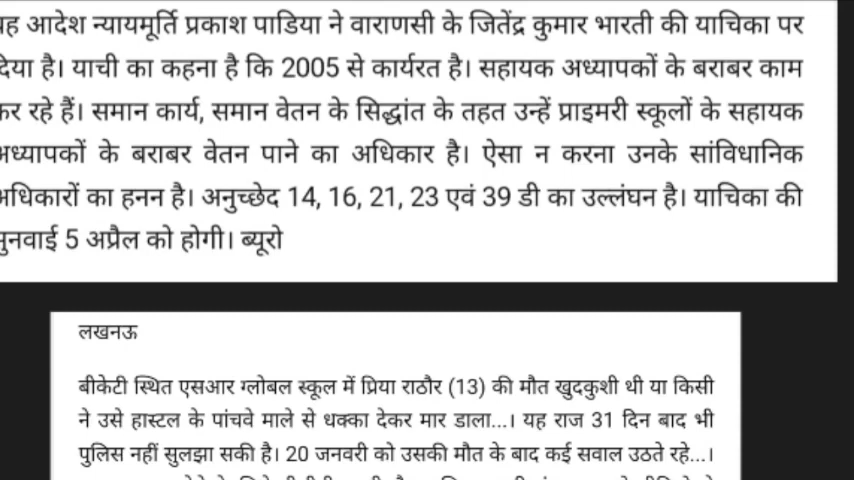 यह आदेश न्यायमूर्ति प्रकाश पाडिया ने वाराणसी के जितेंद्र कुमार भारती की याचिका पर
दिया है। याची का कहना है कि 2005 से कार्यरत है। सहायक अध्यापकों के बराबर काम
कर रहे हैं। समान कार्य, समान वेतन के सिद्धांत के तहत उन्हें प्राइमरी स्कूलों के सहायक
अध्यापकों के बराबर वेतन पाने का अधिकार है। ऐसा न करना उनके सांविधानिक
अधिकारों का हनन है। अनुच्छेद 14, 16, 21, 23 एवं 39 डी का उल्लंघन है। याचिका की
सुनवाई 5 अप्रैल को होगी। ब्यूरो
लखनऊ
बीकेटी स्थित एसआर ग्लोबल स्कूल में प्रिया राठौर (13) की मौत खुदकुशी थी या किसी
ने उसे हास्टल के पांचवे माले से धक्का देकर मार डाला...। यह राज 31 दिन बाद भी
पुलिस नहीं सुलझा सकी है। 20 जनवरी को उसकी मौत के बाद कई सवाल उठते रहे...।